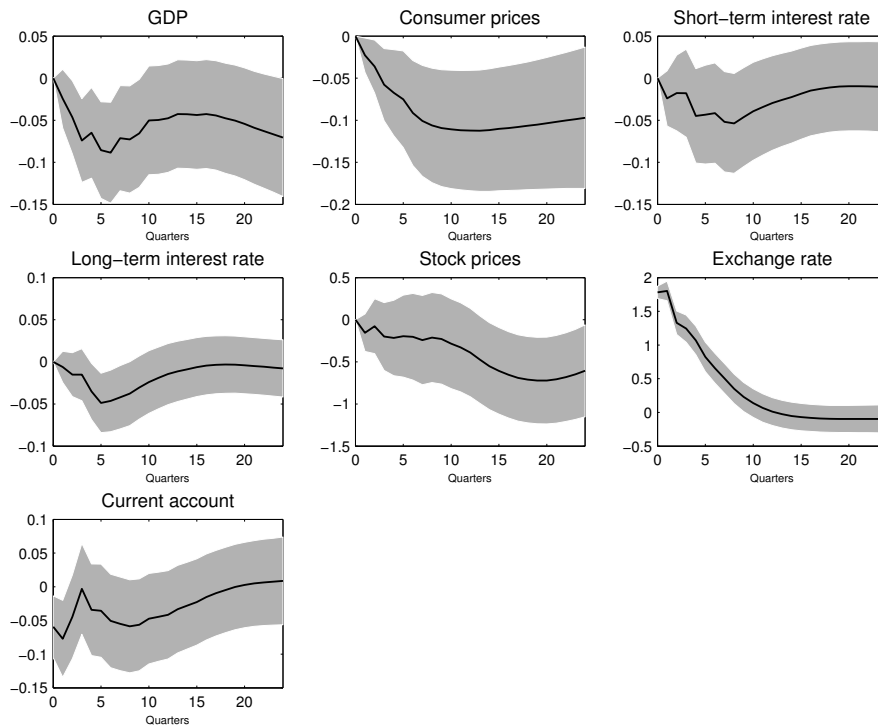 GDP
0.05
0
−0.05
−0.1
−0.15
0 5 10 15 20
Quarters
Consumer prices
0
−0.05
−0.1
−0.15
−0.2
0 5 10 15 20
Quarters
Short−term interest rate
0.05
0
−0.05
−0.1
−0.15
0 5 10 15 20
Quarters
Long−term interest rate
0.1
0.05
0
−0.05
−0.1
0 5 10 15 20
Quarters
Stock prices
0.5
0
−0.5
−1
−1.5
0 5 10 15 20
Quarters
Exchange rate
2
1.5
1
0.5
0
−0.5
0 5 10 15 20
Quarters
Current account
0.1
0.05
0
−0.05
−0.1
−0.15
0 5 10 15 20
Quarters